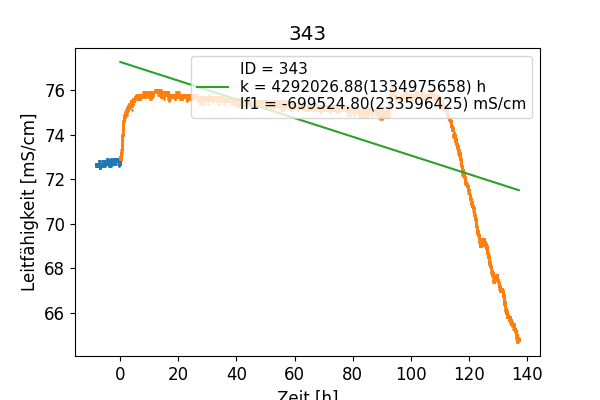 343
ID = 343
k = 4292026.88(1334975658) h
lf1 = -699524.80(233596425) mS/cm
Leitfähigkeit [mS/cm]
76
74
72
70
68
66
0 20 40 60 80 100 120 140
Zeit [h]